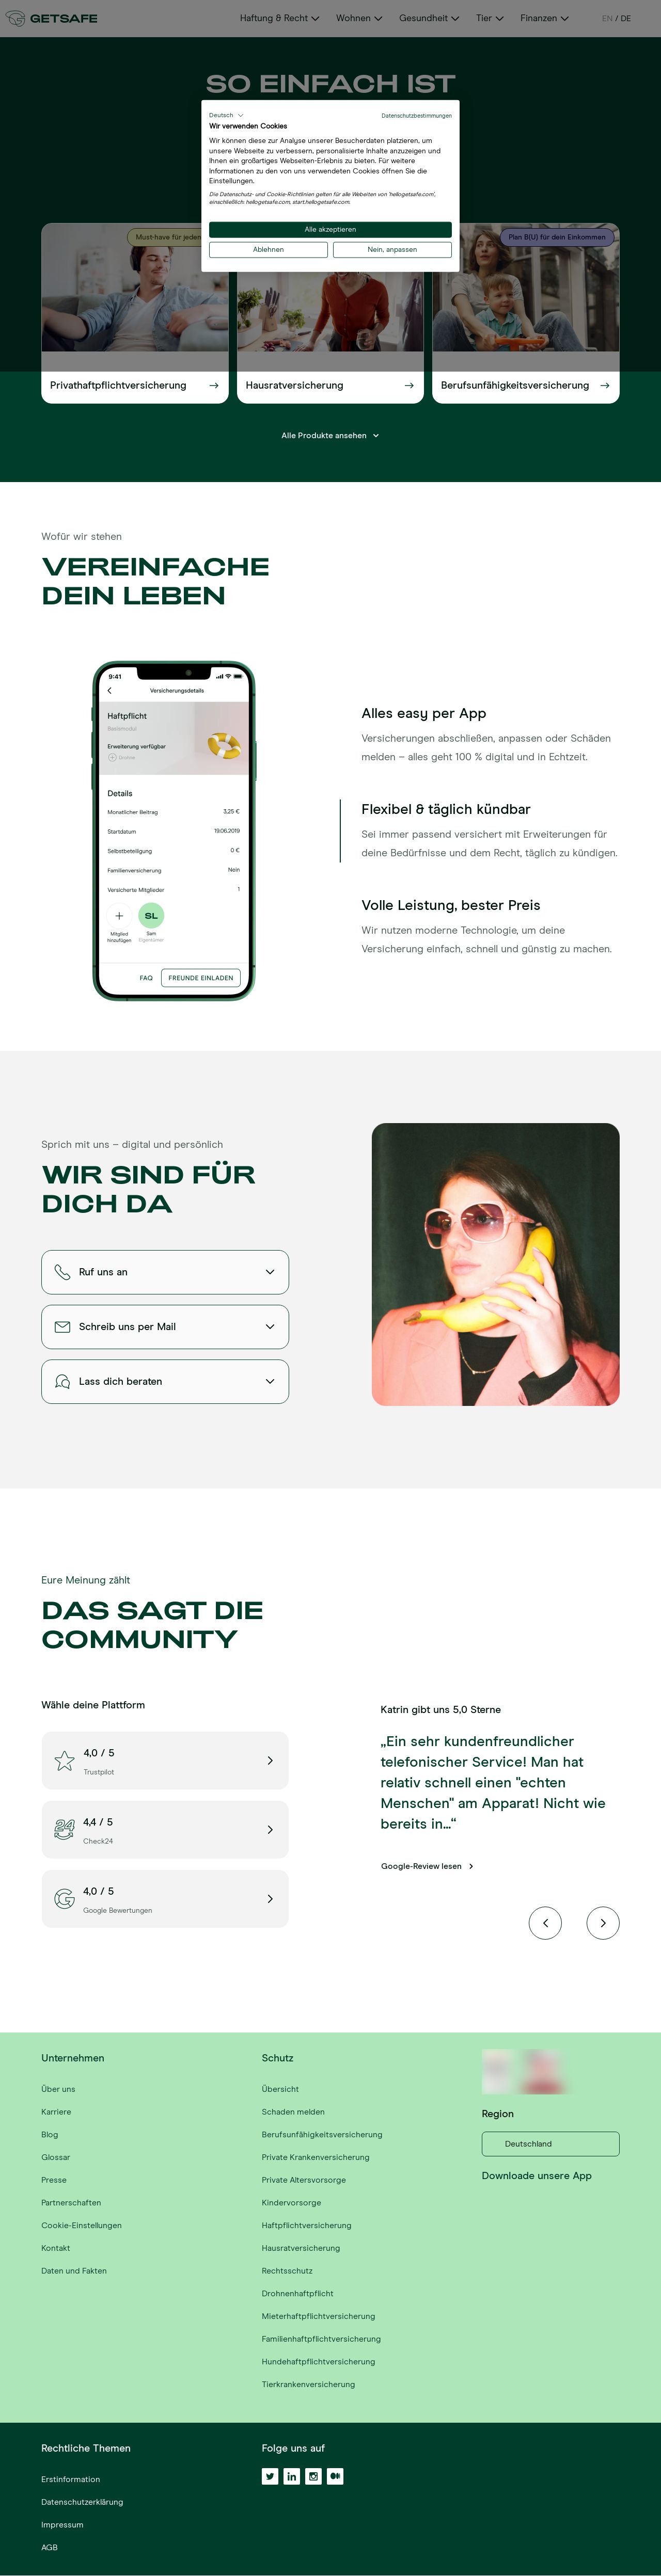 GETSAFE
Haftung & Recht
Wohnen
Gesundheit
Tier
Finanzen
EN / DE
SO EINFACH IST
Deutsch
Datenschutzbestimmungen
Wir verwenden Cookies
Wir können diese zur Analyse unserer Besucherdaten platzieren, um
unsere Webseite zu verbessern, personalisierte Inhalte anzuzeigen und
Ihnen ein großartiges Webseiten-Erlebnis zu bieten. Für weitere
Informationen zu den von uns verwendeten Cookies öffnen Sie die
Einstellungen.
Die Datenschutz- und Cookie-Richtlinien gelten für alle Webeiten von 'hellogetsafe.com',
einschließlich: hellogetsafe.com, start.hellogetsafe.com.
Alle akzeptieren
Ablehnen
Nein, anpassen
Must-have für jeden
Plan B(U) für dein Einkommen
Privathaftpflichtversicherung
Hausratversicherung
Berufsunfähigkeitsversicherung
Alle Produkte ansehen
Wofür wir stehen
VEREINFACHE
DEIN LEBEN
9:41
Versicherungsdetails
Haftpflicht
Basismodul
Erweiterung verfügbar
Drohne
Details
Monatlicher Beitrag
3,25 €
Startdatum
19.06.2019
Selbstbeteiligung
0 €
Familienversicherung
Nein
Versicherte Mitglieder
1
SL
Mitglied
hinzufügen
Sam
Eigentümer
FAQ
FREUNDE EINLADEN
Alles easy per App
Versicherungen abschließen, anpassen oder Schäden
melden – alles geht 100 % digital und in Echtzeit.
Flexibel & täglich kündbar
Sei immer passend versichert mit Erweiterungen für
deine Bedürfnisse und dem Recht, täglich zu kündigen.
Volle Leistung, bester Preis
Wir nutzen moderne Technologie, um deine
Versicherung einfach, schnell und günstig zu machen.
Sprich mit uns – digital und persönlich
WIR SIND FÜR
DICH DA
Ruf uns an
Schreib uns per Mail
Lass dich beraten
Eure Meinung zählt
DAS SAGT DIE
COMMUNITY
Wähle deine Plattform
4,0 / 5
Trustpilot
24
4,4 / 5
Check24
4,0 / 5
Google Bewertungen
Katrin gibt uns 5,0 Sterne
„Ein sehr kundenfreundlicher
telefonischer Service! Man hat
relativ schnell einen "echten
Menschen" am Apparat! Nicht wie
bereits in...“
Google-Review lesen
Unternehmen
Über uns
Karriere
Blog
Glossar
Presse
Partnerschaften
Cookie-Einstellungen
Kontakt
Daten und Fakten
Schutz
Übersicht
Schaden melden
Berufsunfähigkeitsversicherung
Private Krankenversicherung
Private Altersvorsorge
Kindervorsorge
Haftpflichtversicherung
Hausratversicherung
Rechtsschutz
Drohnenhaftpflicht
Mieterhaftpflichtversicherung
Familienhaftpflichtversicherung
Hundehaftpflichtversicherung
Tierkrankenversicherung
Region
Deutschland
Downloade unsere App
Rechtliche Themen
Erstinformation
Datenschutzerklärung
Impressum
AGB
Folge uns auf